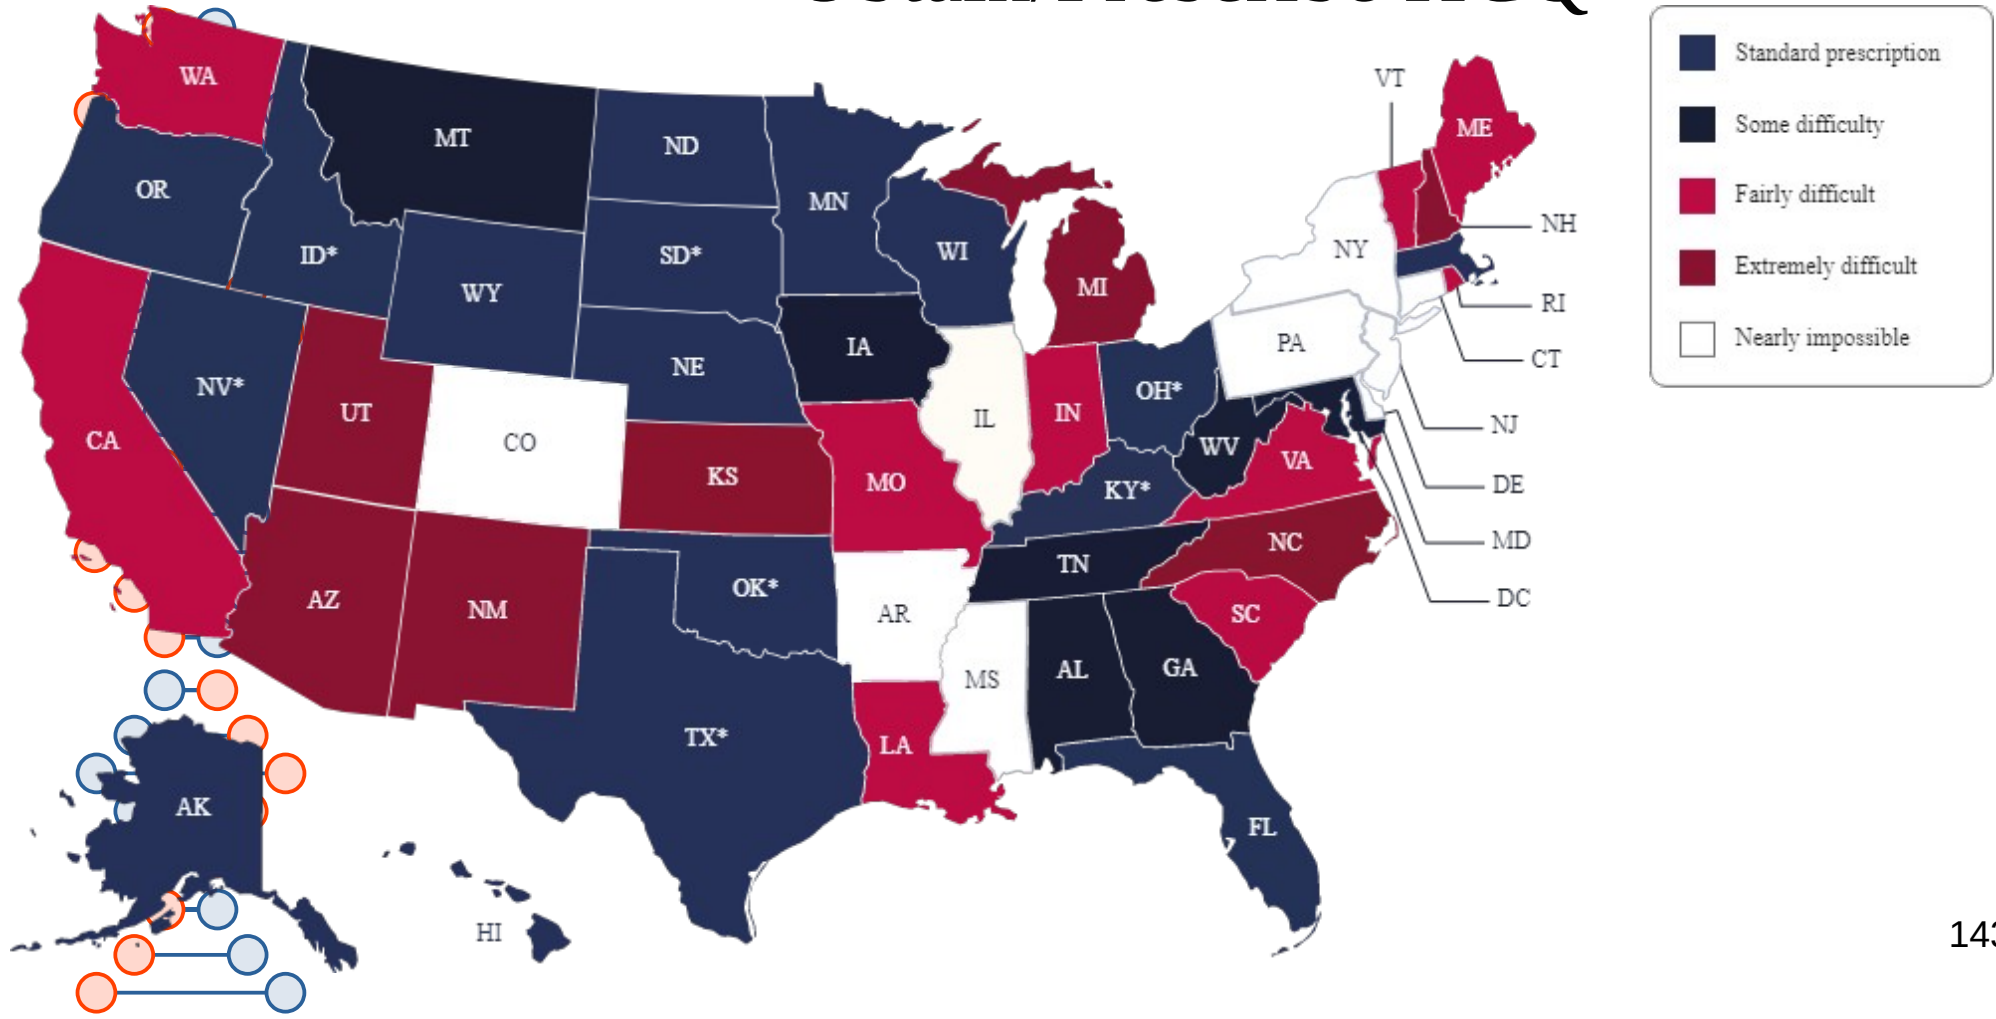 Standard prescription
Some difficulty
Fairly difficult
Extremely difficult
Nearly impossible
WA
MT
ND
OR
MN
ID*
SD*
WI
WY
MI
NY
VT
ME
NH
RI
CT
PA
IA
NE
NV*
UT
CO
CA
IL
IN
OH*
KS
MO
KY*
WV
VA
NJ
DE
MD
DC
AZ
NM
OK*
AR
TN
NC
SC
MS
AL
GA
TX*
LA
FL
AK
HI